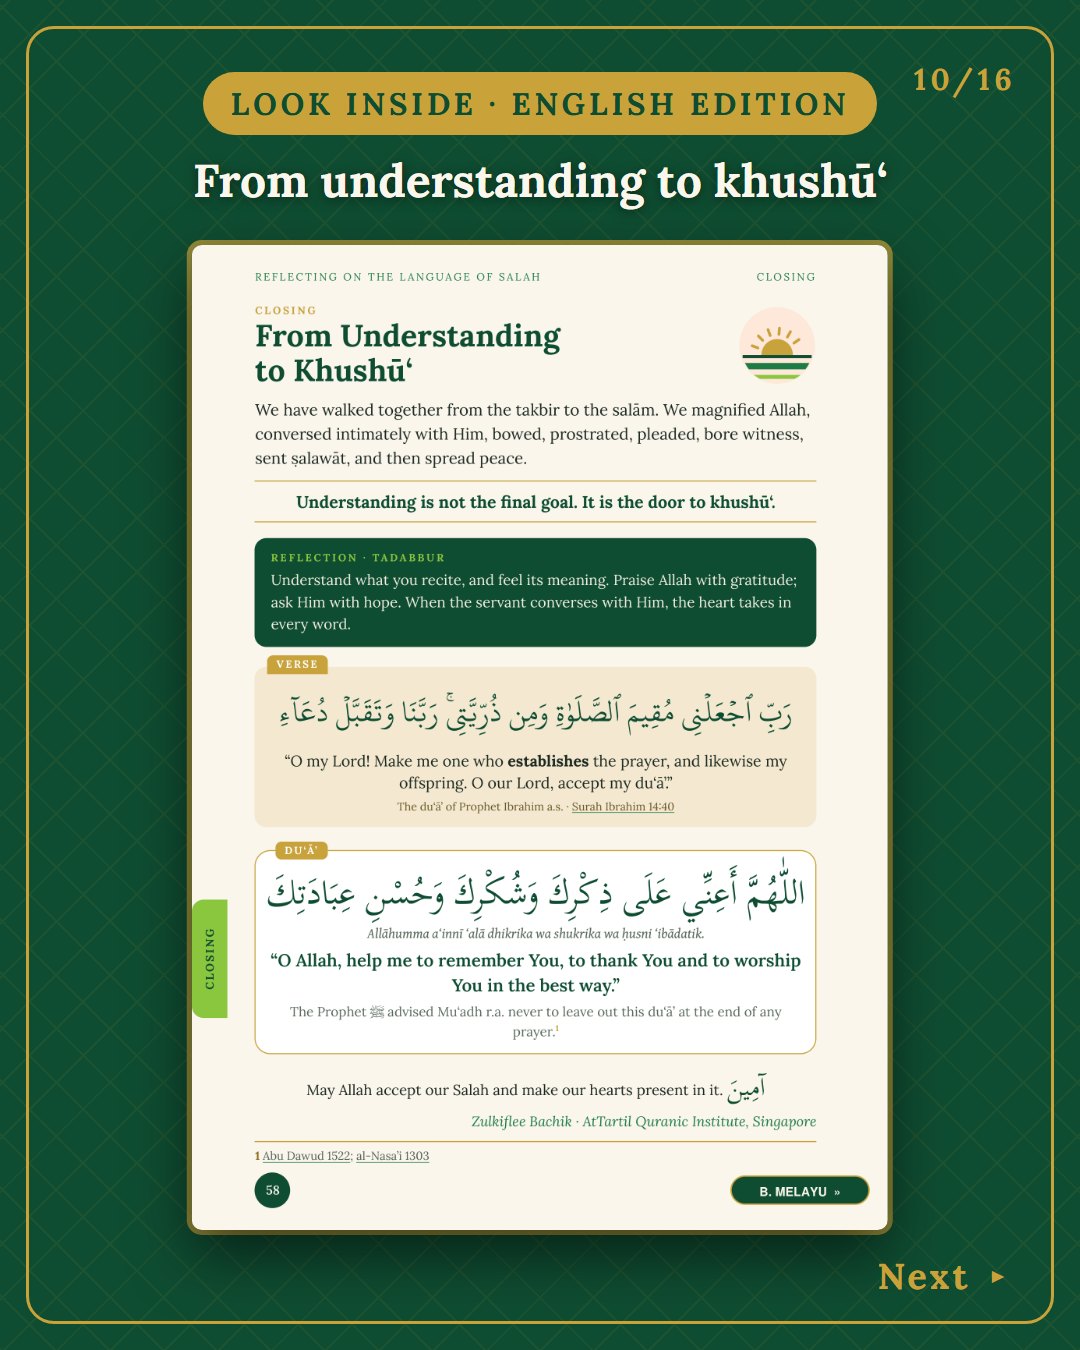 10/16
LOOK INSIDE · ENGLISH EDITION
From understanding to khushū‘
REFLECTING ON THE LANGUAGE OF SALAH
CLOSING
CLOSING
From Understanding
to Khushū‘
We have walked together from the takbir to the salām. We magnified Allah,
conversed intimately with Him, bowed, prostrated, pleaded, bore witness,
sent ṣalawāt, and then spread peace.
Understanding is not the final goal. It is the door to khushū‘.
REFLECTION · TADABBUR
Understand what you recite, and feel its meaning. Praise Allah with gratitude;
ask Him with hope. When the servant converses with Him, the heart takes in
every word.
VERSE
رَبِّ ٱجْعَلْنِى مُقِيمَ ٱلصَّلَوٰةِ وَمِن ذُرِّيَّتِى ۚ رَبَّنَا وَتَقَبَّلْ دُعَآءِ
“O my Lord! Make me one who establishes the prayer, and likewise my
offspring. O our Lord, accept my du‘ā’.”
The du‘ā’ of Prophet Ibrahim a.s. · Surah Ibrahim 14:40
DU‘Ā’
اللّٰهُمَّ أَعِنِّي عَلَى ذِكْرِكَ وَشُكْرِكَ وَحُسْنِ عِبَادَتِكَ
Allāhumma a‘innī ‘alā dhikrika wa shukrika wa ḥusni ‘ibādatik.
“O Allah, help me to remember You, to thank You and to worship
You in the best way.”
The Prophet ﷺ advised Mu‘adh r.a. never to leave out this du‘ā’ at the end of any
prayer.¹
CLOSING
May Allah accept our Salah and make our hearts present in it. آمِينَ
Zulkiflee Bachik · AtTartil Quranic Institute, Singapore
1 Abu Dawud 1522; al-Nasa’i 1303
58
B. MELAYU »
Next ►